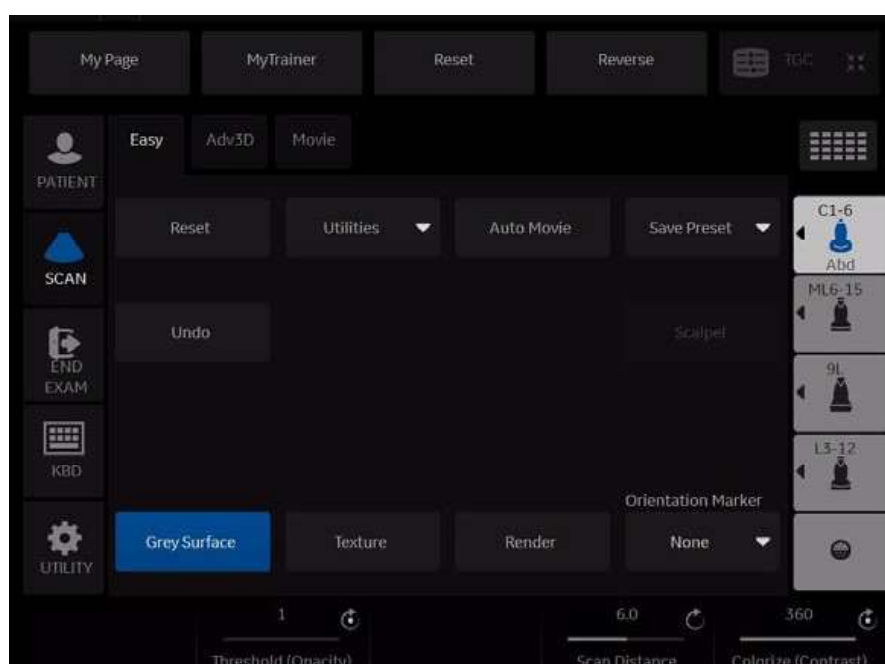 My Page
MyTrainer
Reset
Reverse
TGC
PATIENT
Easy
Adv3D
Movie
Reset
Utilities
Auto Movie
Save Preset
C1-6
Abd
SCAN
ML6-15
Undo
Scalpel
END
EXAM
9L
KBD
L3-12
Orientation Marker
Grey Surface
Texture
Render
None
UTILITY
1
6.0
360
Threshold (Opacity)
Scan Distance
Colorize (Contrast)